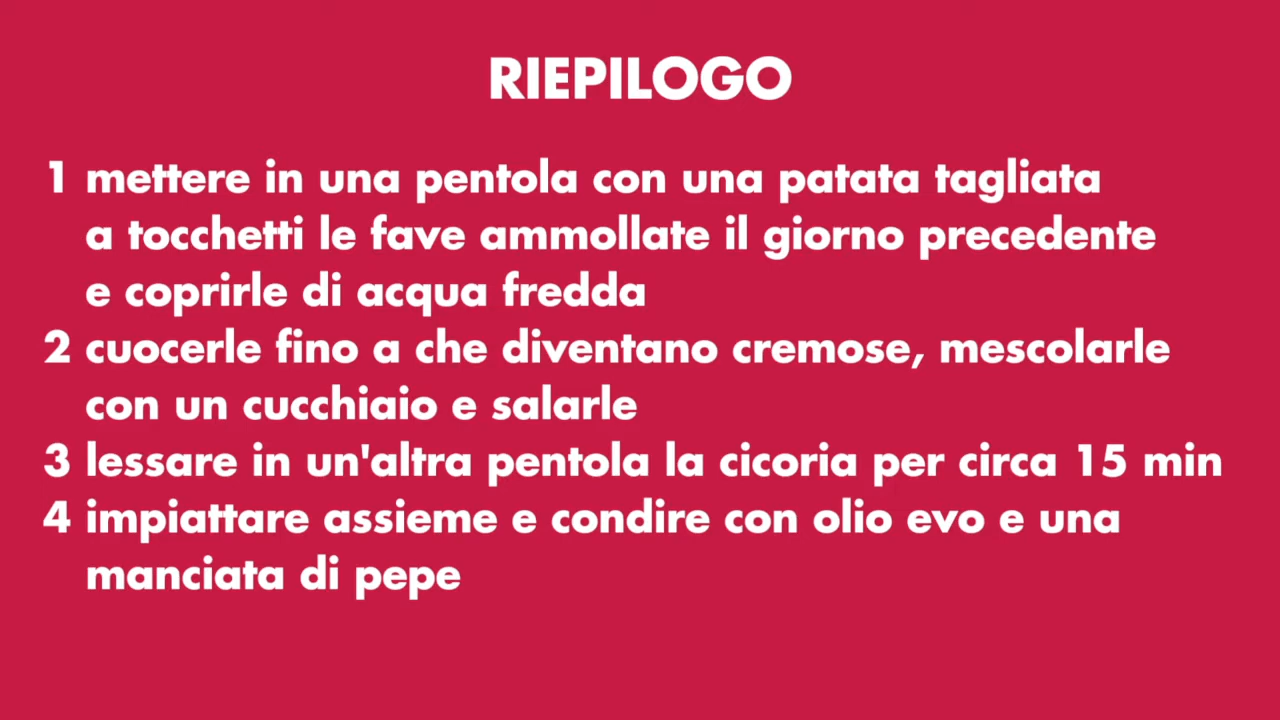 RIEPILOGO
1 mettere in una pentola con una patata tagliata
a tocchetti le fave ammollate il giorno precedente
e coprirle di acqua fredda
2 cuocerle fino a che diventano cremose, mescolarle
con un cucchiaio e salarle
3 lessare in un'altra pentola la cicoria per circa 15 min
4 impiattare assieme e condire con olio evo e una
manciata di pepe